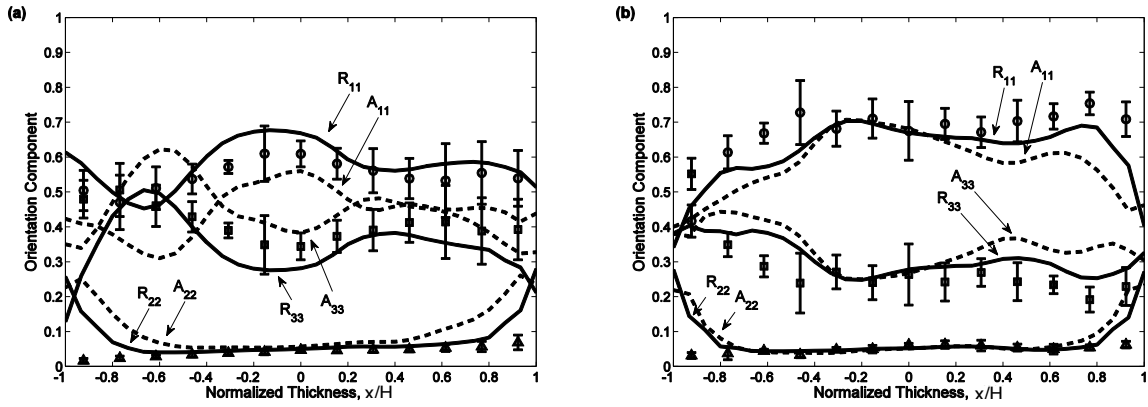 (a)
1
0.9
0.8
0.7
0.6
0.5
0.4
0.3
0.2
0.1
0
Orientation Component
R11
A11
R22
A22
R33
A33
-1 -0.8 -0.6 -0.4 -0.2 0 0.2 0.4 0.6 0.8 1
Normalized Thickness, x/H
(b)
1
0.9
0.8
0.7
0.6
0.5
0.4
0.3
0.2
0.1
0
Orientation Component
R11
A11
A33
R33
R22
A22
-1 -0.8 -0.6 -0.4 -0.2 0 0.2 0.4 0.6 0.8 1
Normalized Thickness, x/H